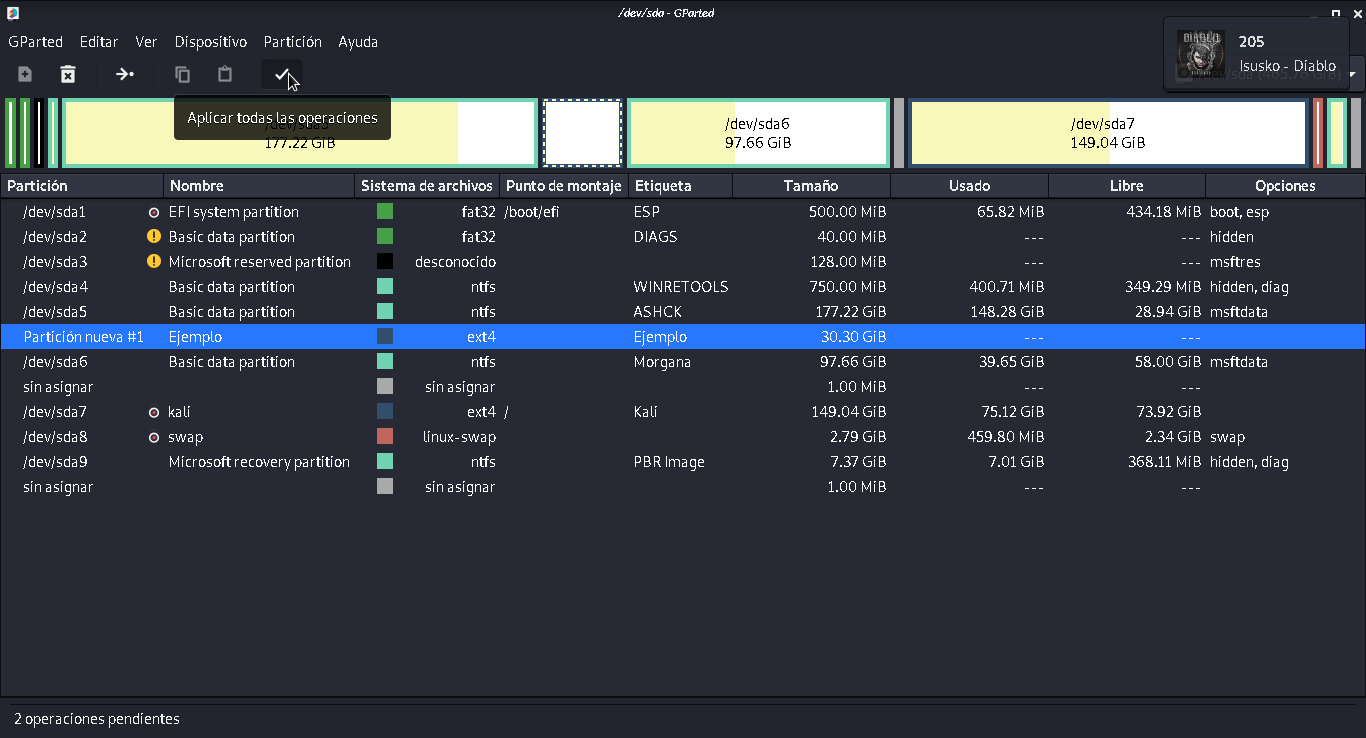 /dev/sda - GParted
GParted Editar Ver Dispositivo Partición Ayuda
205
Isusko - Diablo
DIABLO
Aplicar todas las operaciones
177.22 GiB
/dev/sda6
97.66 GiB
/dev/sda7
149.04 GiB
Partición Nombre Sistema de archivos Punto de montaje Etiqueta Tamaño Usado Libre Opciones
/dev/sda1 EFI system partition fat32 /boot/efi ESP 500.00 MiB 65.82 MiB 434.18 MiB boot, esp
/dev/sda2 Basic data partition fat32 DIAGS 40.00 MiB --- --- hidden
/dev/sda3 Microsoft reserved partition desconocido 128.00 MiB --- --- msftres
/dev/sda4 Basic data partition ntfs WINRETOOLS 750.00 MiB 400.71 MiB 349.29 MiB hidden, diag
/dev/sda5 Basic data partition ntfs ASHCK 177.22 GiB 148.28 GiB 28.94 GiB msftdata
Partición nueva #1 Ejemplo ext4 Ejemplo 30.30 GiB --- ---
/dev/sda6 Basic data partition ntfs Morgana 97.66 GiB 39.65 GiB 58.00 GiB msftdata
sin asignar sin asignar 1.00 MiB --- ---
/dev/sda7 kali ext4 / Kali 149.04 GiB 75.12 GiB 73.92 GiB
/dev/sda8 swap linux-swap 2.79 GiB 459.80 MiB 2.34 GiB swap
/dev/sda9 Microsoft recovery partition ntfs PBR Image 7.37 GiB 7.01 GiB 368.11 MiB hidden, diag
sin asignar sin asignar 1.00 MiB --- ---
2 operaciones pendientes